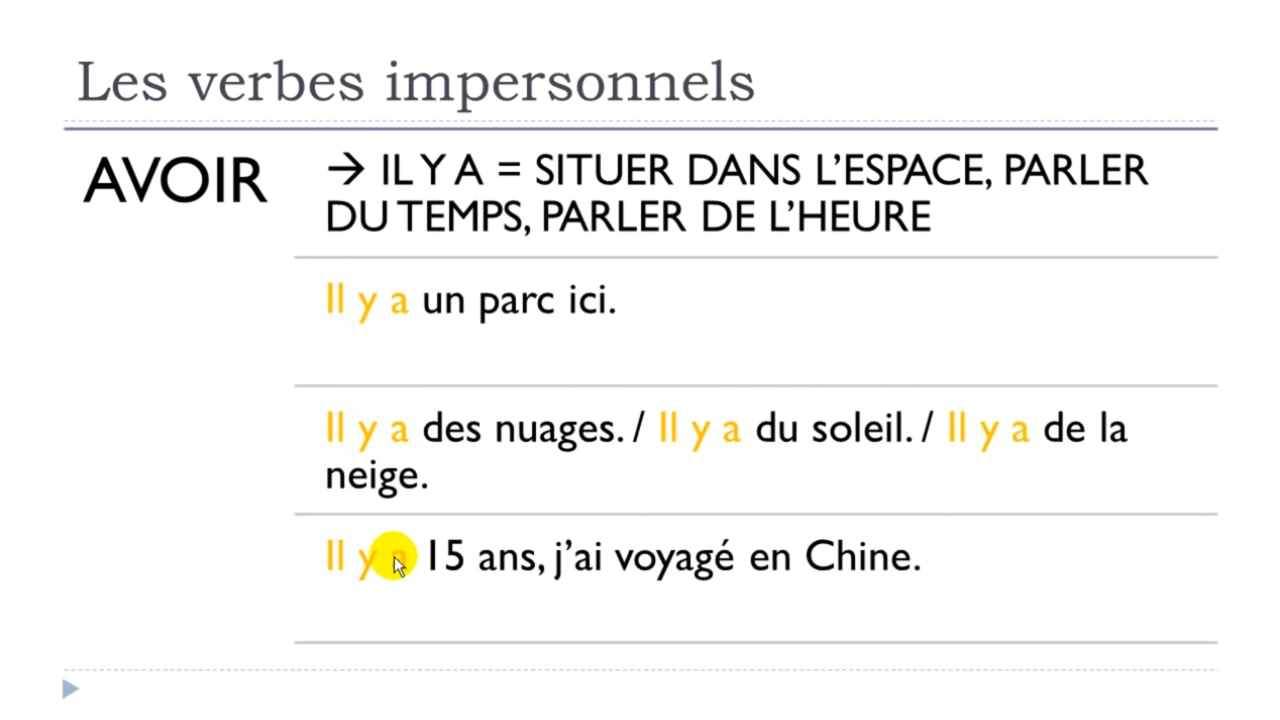 Les verbes impersonnels
AVOIR
→ IL Y A = SITUER DANS L’ESPACE, PARLER
DU TEMPS, PARLER DE L’HEURE
Il y a un parc ici.
Il y a des nuages. / Il y a du soleil. / Il y a de la
neige.
Il y a 15 ans, j’ai voyagé en Chine.